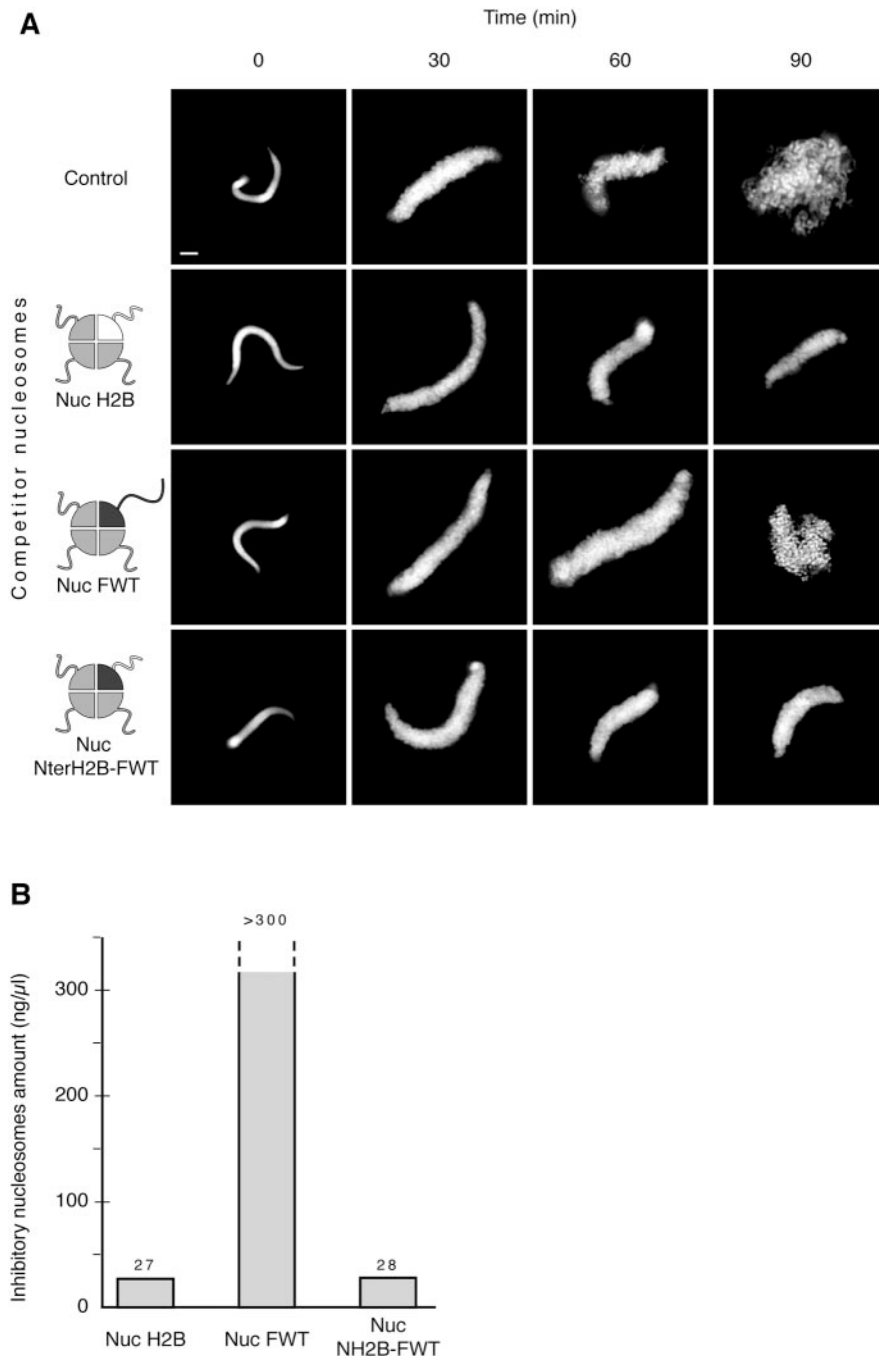 A
Time (min)
0 30 60 90
Control
Competitor nucleosomes
Nuc H2B
Nuc FWT
Nuc
NterH2B-FWT
B
Inhibitory nucleosomes amount (ng/µl)
>300
300
200
100
0
27
28
Nuc H2B
Nuc FWT
Nuc
NH2B-FWT